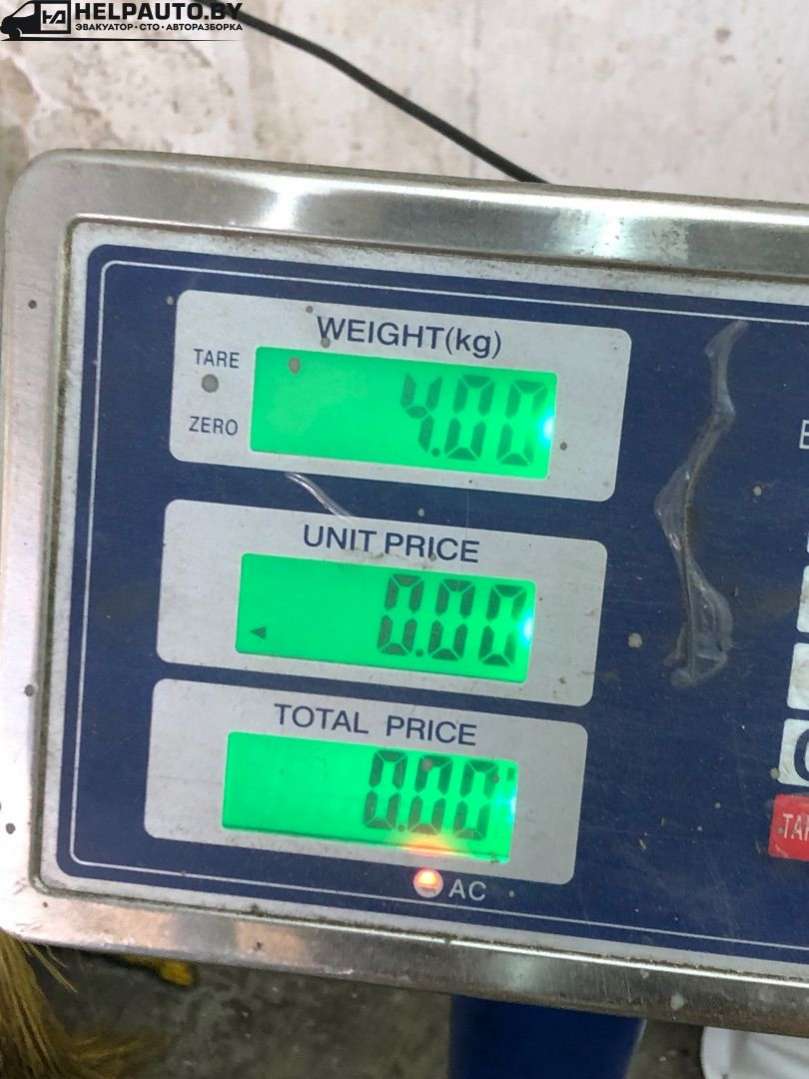 HELPAUTO.BY
ЭВАКУАТОР•СТО•АВТОРАЗБОРКА
WEIGHT(kg)
TARE
4.00
ZERO
UNIT PRICE
0.00
TOTAL PRICE
0.00
AC